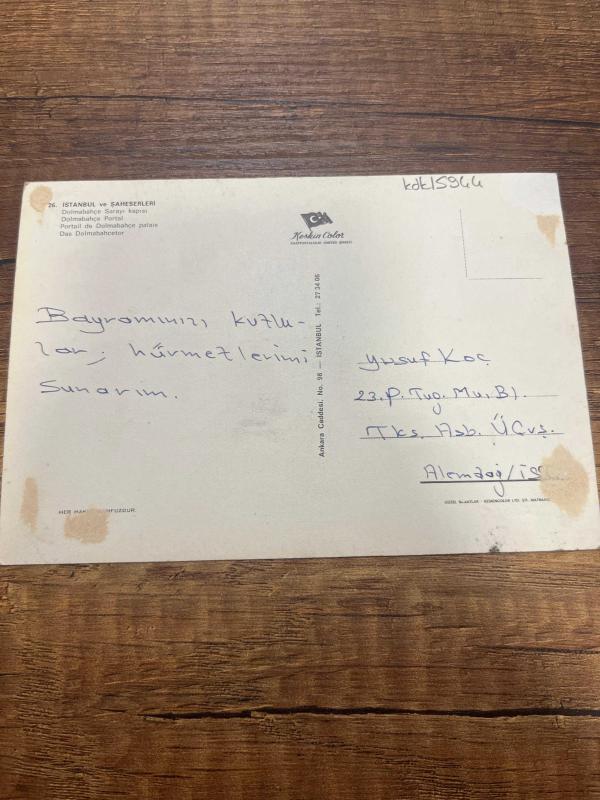 kdk15944
26. İSTANBUL ve ŞAHESERLERİ
Dolmabahçe Sarayı kapısı
Dolmabahçe Portal
Portail de Dolmabahçe palais
Das Dolmabahcetor
Keskin Color
Ankara Caddesi. No. 98 — İSTANBUL Tel.: 27 34 06
Bayramınızı kutlu-
lar, hürmetlerimi
Sunarım.
Yusuf Koç
23. P. Tug. Mu. Bl.
Tks. Asb. Üçvş.
Alemdağ/İS
HER